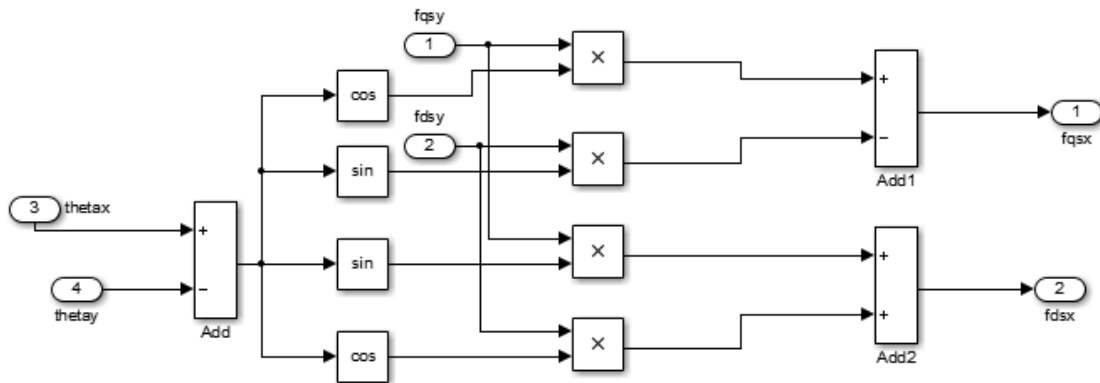 fqsy
1
×
+
cos
1
fdsy
fqsx
2
×
−
sin
Add1
3
thetax
+
×
+
sin
4
−
2
thetay
Add
fdsx
+
×
cos
Add2